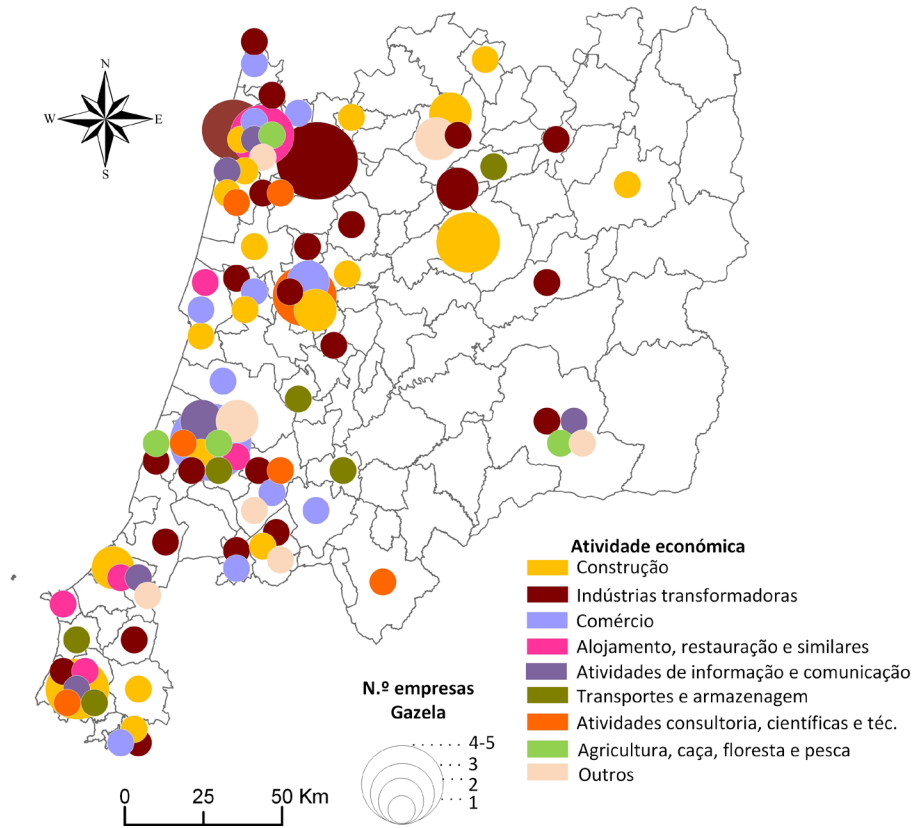 N
W
E
S
Atividade económica
Construção
Indústrias transformadoras
Comércio
Alojamento, restauração e similares
Atividades de informação e comunicação
Transportes e armazenagem
Atividades consultoria, científicas e téc.
Agricultura, caça, floresta e pesca
Outros
N.º empresas
Gazela
4-5
3
2
1
0 25 50 Km